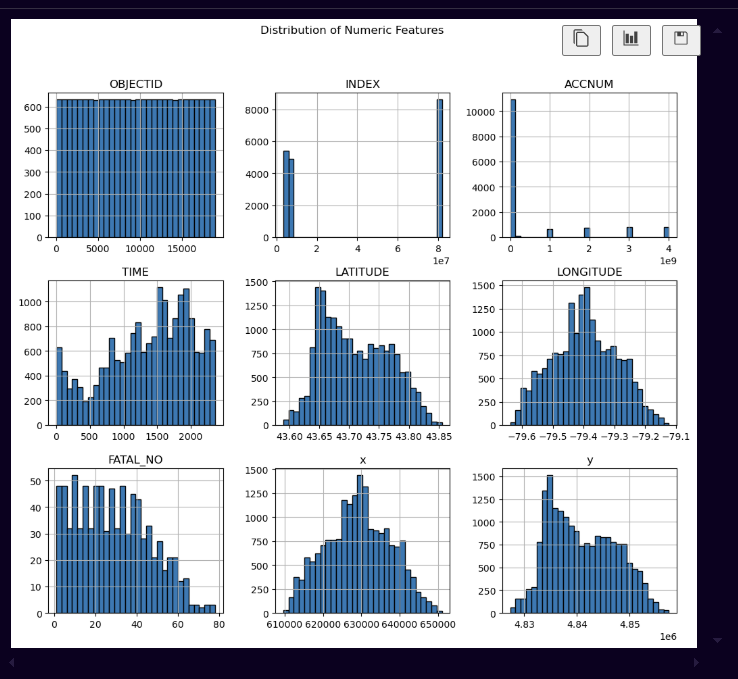 Distribution of Numeric Features
OBJECTID
600
500
400
300
200
100
0
0 5000 10000 15000
INDEX
8000
6000
4000
2000
0
0 2 4 6 8
1e7
ACCNUM
10000
8000
6000
4000
2000
0
0 1 2 3 4
1e9
TIME
1000
800
600
400
200
0
0 500 1000 1500 2000
LATITUDE
1500
1250
1000
750
500
250
0
43.60 43.65 43.70 43.75 43.80 43.85
LONGITUDE
1500
1250
1000
750
500
250
0
−79.6 −79.5 −79.4 −79.3 −79.2 −79.1
FATAL_NO
50
40
30
20
10
0
0 20 40 60 80
x
1500
1250
1000
750
500
250
0
610000 620000 630000 640000 650000
y
1500
1250
1000
750
500
250
0
4.83 4.84 4.85
1e6